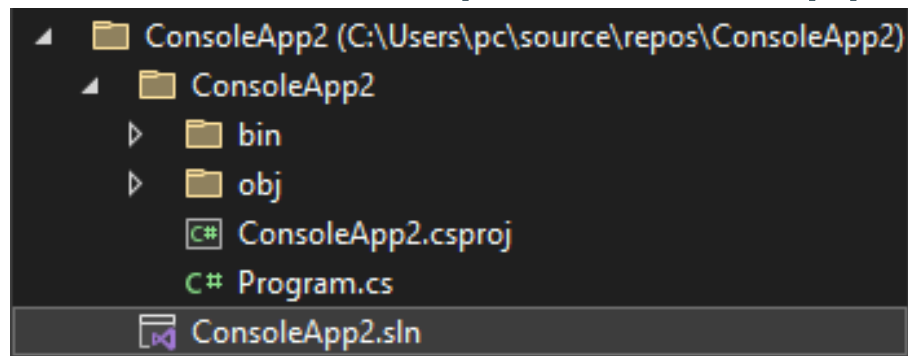 ConsoleApp2 (C:\Users\pc\source\repos\ConsoleApp2)
ConsoleApp2
bin
obj
C# ConsoleApp2.csproj
C# Program.cs
ConsoleApp2.sln